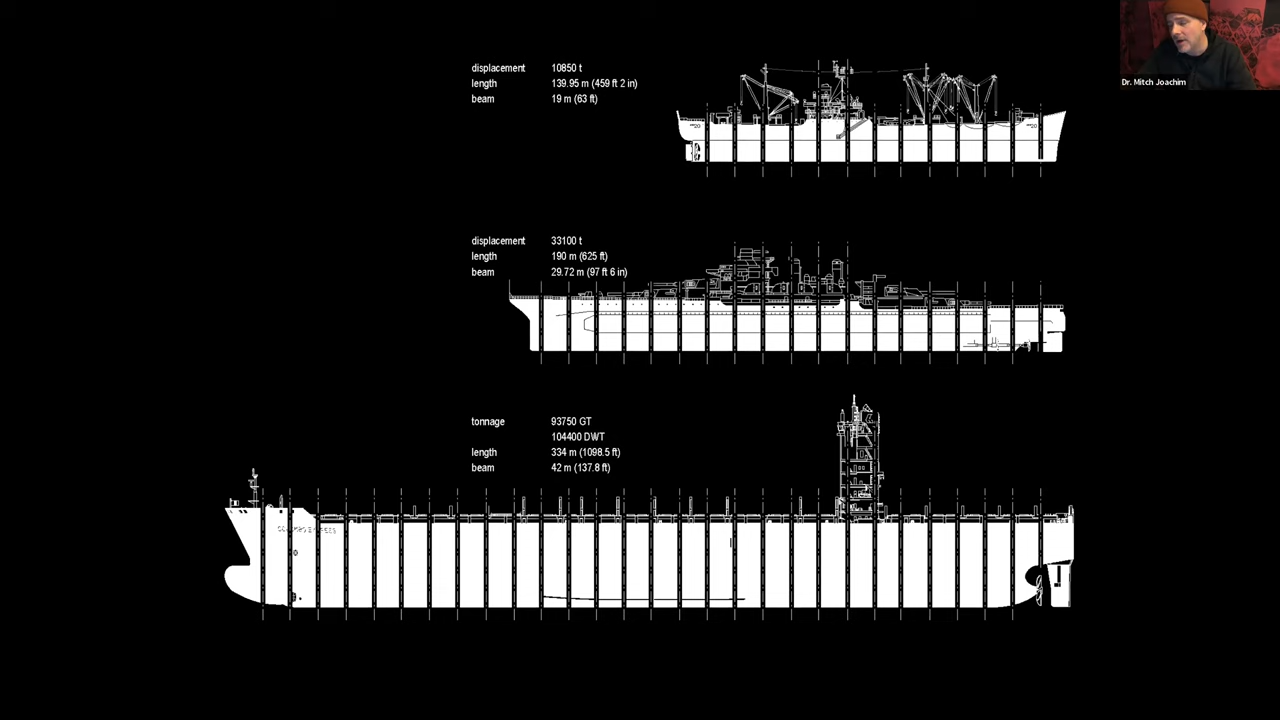 Dr. Mitch Joachim
displacement 10850 t
length 139.95 m (459 ft 2 in)
beam 19 m (63 ft)
displacement 33100 t
length 190 m (625 ft)
beam 29.72 m (97 ft 6 in)
tonnage 93750 GT
104400 DWT
length 334 m (1098.5 ft)
beam 42 m (137.8 ft)